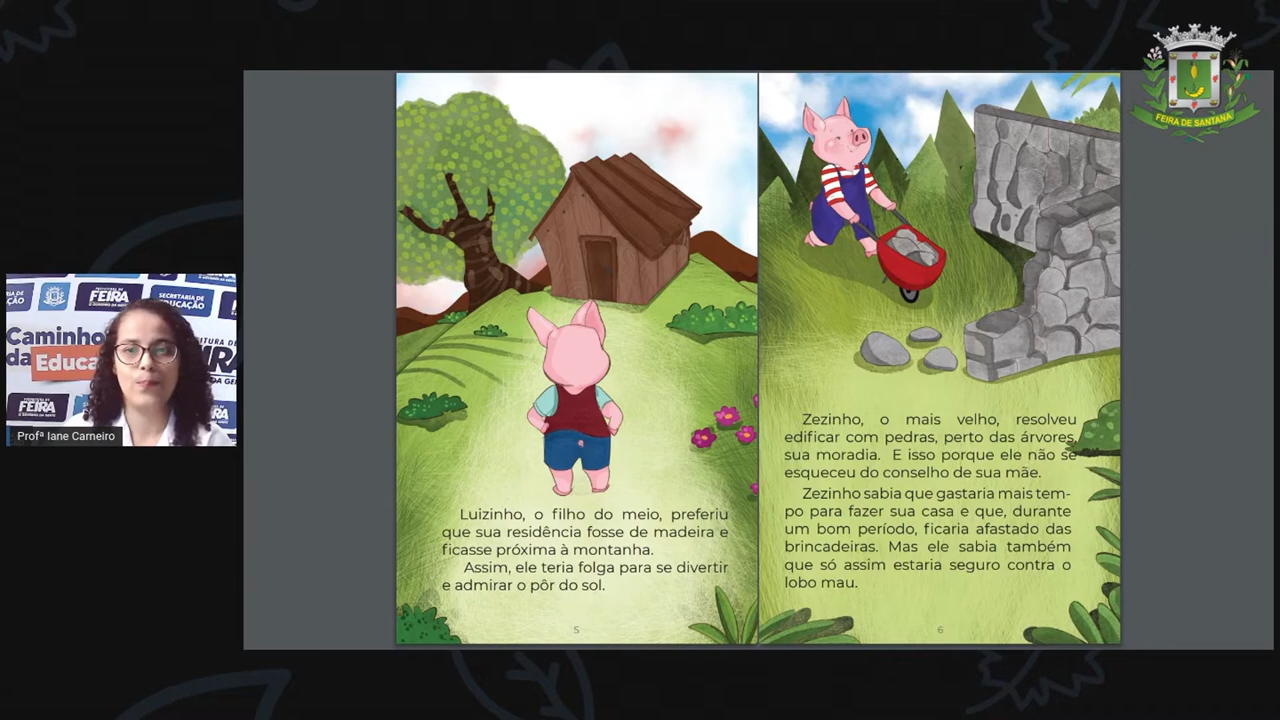 FEIRA DE SANTANA
PREFEITURA DE
FEIRA
SECRETARIA DE
EDUCAÇÃO
Caminho
da Educa
FEIRA
Profª Iane Carneiro
Luizinho, o filho do meio, preferiu
que sua residência fosse de madeira e
ficasse próxima à montanha.
Assim, ele teria folga para se divertir
e admirar o pôr do sol.
5
Zezinho, o mais velho, resolveu
edificar com pedras, perto das árvores,
sua moradia. E isso porque ele não se
esqueceu do conselho de sua mãe.
Zezinho sabia que gastaria mais tem-
po para fazer sua casa e que, durante
um bom período, ficaria afastado das
brincadeiras. Mas ele sabia também
que só assim estaria seguro contra o
lobo mau.
6